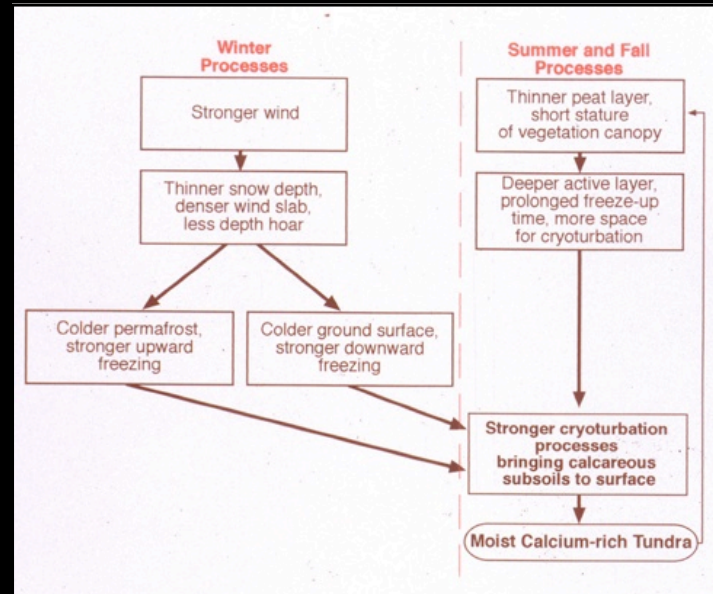 Winter
Processes
Stronger wind
Thinner snow depth,
denser wind slab,
less depth hoar
Colder permafrost,
stronger upward
freezing
Colder ground surface,
stronger downward
freezing
Summer and Fall
Processes
Thinner peat layer,
short stature
of vegetation canopy
Deeper active layer,
prolonged freeze-up
time, more space
for cryoturbation
Stronger cryoturbation
processes
bringing calcareous
subsoils to surface
Moist Calcium-rich Tundra